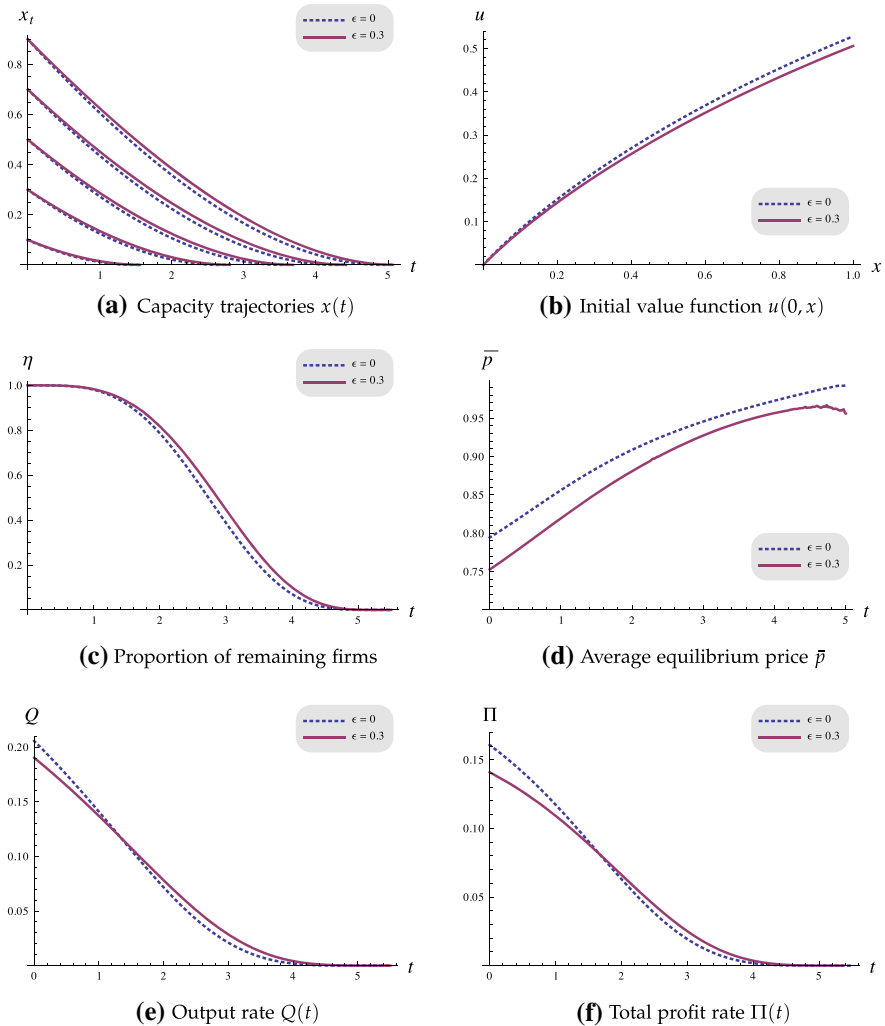 x_t
ϵ = 0
ϵ = 0.3
0.8
0.6
0.4
0.2
1 2 3 4 5 t
(a) Capacity trajectories x(t)
u
0.5
0.4
0.3
0.2
0.1
ϵ = 0
ϵ = 0.3
0.2 0.4 0.6 0.8 1.0 x
(b) Initial value function u(0, x)
η
ϵ = 0
ϵ = 0.3
1.0
0.8
0.6
0.4
0.2
1 2 3 4 5 t
(c) Proportion of remaining firms
p̄
0.95
0.90
0.85
0.80
0.75
ϵ = 0
ϵ = 0.3
0 1 2 3 4 5 t
(d) Average equilibrium price p̄
Q
ϵ = 0
ϵ = 0.3
0.20
0.15
0.10
0.05
0 1 2 3 4 5 t
(e) Output rate Q(t)
Π
ϵ = 0
ϵ = 0.3
0.15
0.10
0.05
0 1 2 3 4 5 t
(f) Total profit rate Π(t)